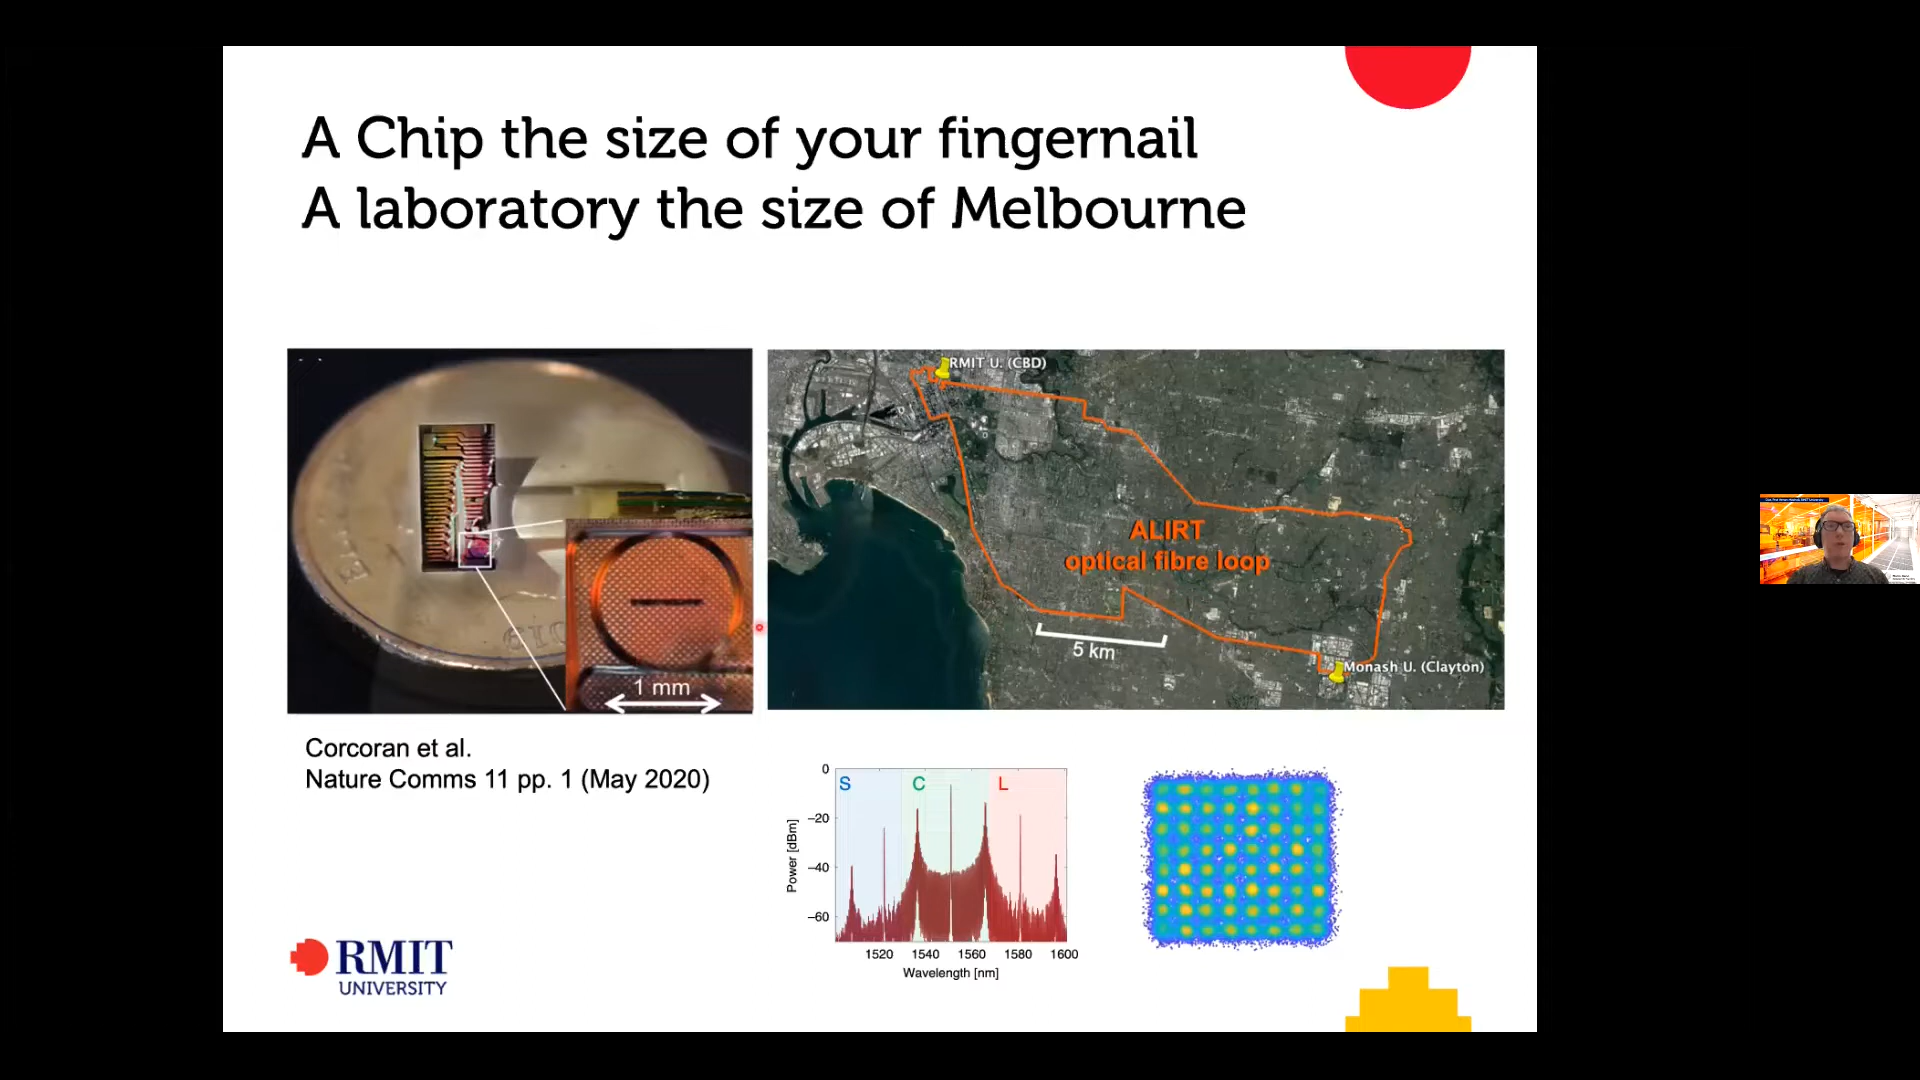 A Chip the size of your fingernail
A laboratory the size of Melbourne
2019
1 mm
RMIT U. (CBD)
ALIRT
optical fibre loop
5 km
Monash U. (Clayton)
Corcoran et al.
Nature Comms 11 pp. 1 (May 2020)
S C L
0
−20
−40
−60
Power [dBm]
1520 1540 1560 1580 1600
Wavelength [nm]
RMIT
UNIVERSITY